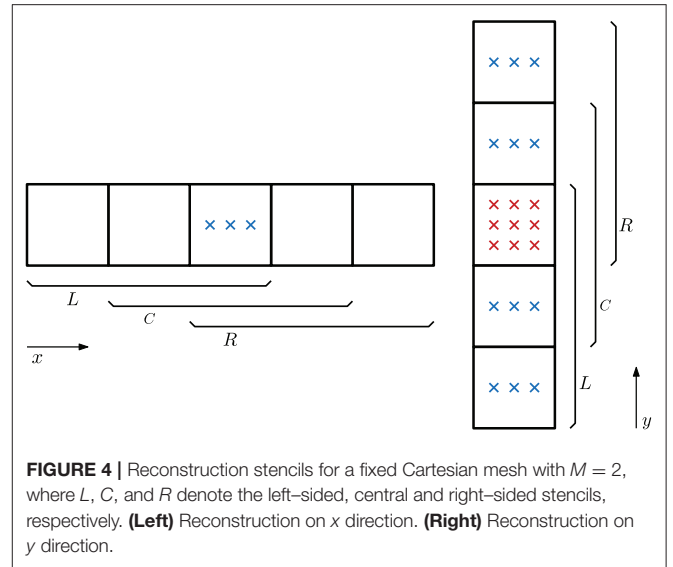 L
C
R
x
R
C
L
y
FIGURE 4 | Reconstruction stencils for a fixed Cartesian mesh with M = 2,
where L, C, and R denote the left–sided, central and right–sided stencils,
respectively. (Left) Reconstruction on x direction. (Right) Reconstruction on
y direction.